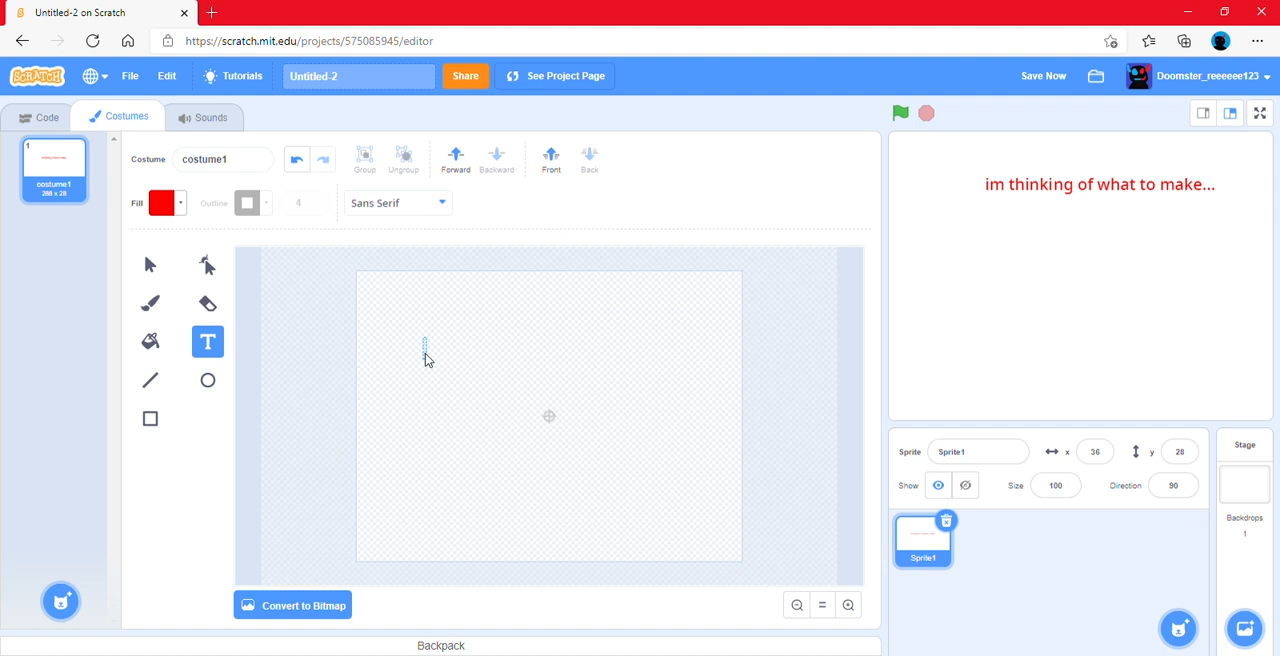 Untitled-2 on Scratch
https://scratch.mit.edu/projects/575085945/editor
SCRATCH File Edit Tutorials Untitled-2 Share See Project Page Save Now Doomster_reeeeee123
Code Costumes Sounds
1
costume1
288 x 28
Costume costume1 Group Ungroup Forward Backward Front Back
Fill Outline 4 Sans Serif
T
Convert to Bitmap
Backpack
im thinking of what to make...
Sprite Sprite1 x 36 y 28
Show Size 100 Direction 90
Sprite1
Stage
Backdrops
1